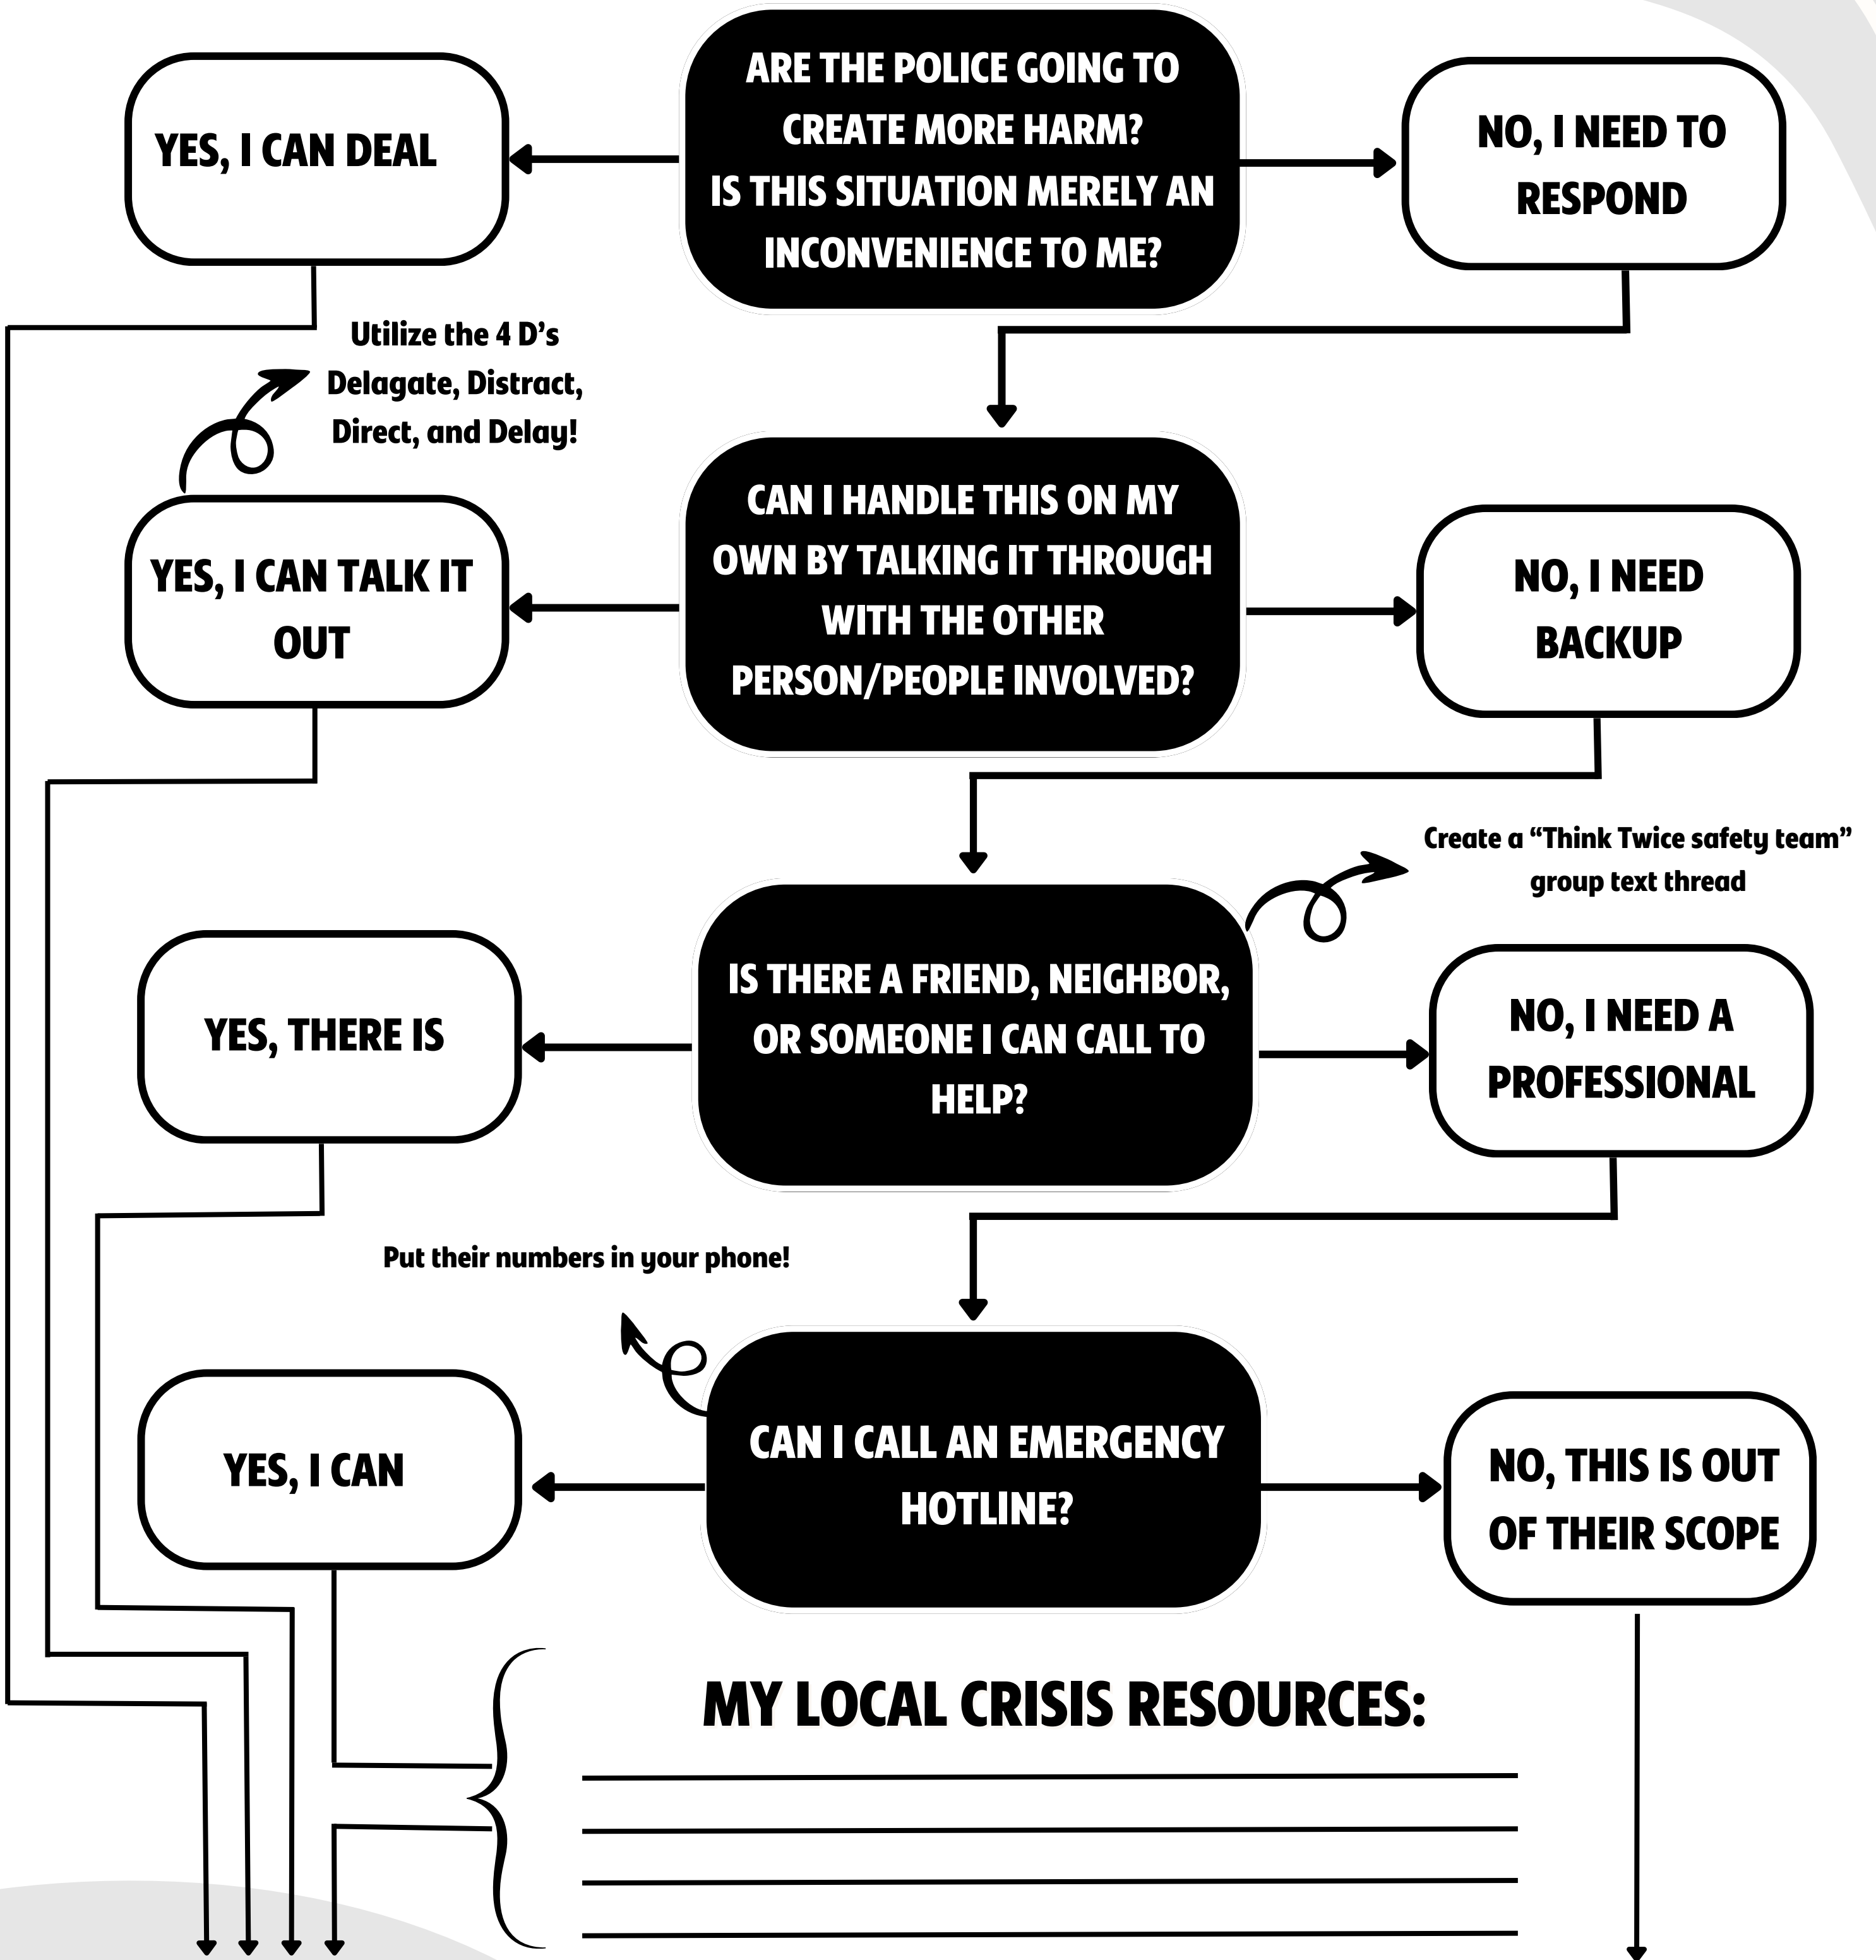 ARE THE POLICE GOING TO
CREATE MORE HARM?
IS THIS SITUATION MERELY AN
INCONVENIENCE TO ME?
YES, I CAN DEAL
NO, I NEED TO
RESPOND
Utilize the 4 D's
Delagate, Distract,
Direct, and Delay!
CAN I HANDLE THIS ON MY
OWN BY TALKING IT THROUGH
WITH THE OTHER
PERSON/PEOPLE INVOLVED?
YES, I CAN TALK IT
OUT
NO, I NEED
BACKUP
Create a “Think Twice safety team”
group text thread
IS THERE A FRIEND, NEIGHBOR,
OR SOMEONE I CAN CALL TO
HELP?
YES, THERE IS
NO, I NEED A
PROFESSIONAL
Put their numbers in your phone!
CAN I CALL AN EMERGENCY
HOTLINE?
YES, I CAN
NO, THIS IS OUT
OF THEIR SCOPE
MY LOCAL CRISIS RESOURCES: